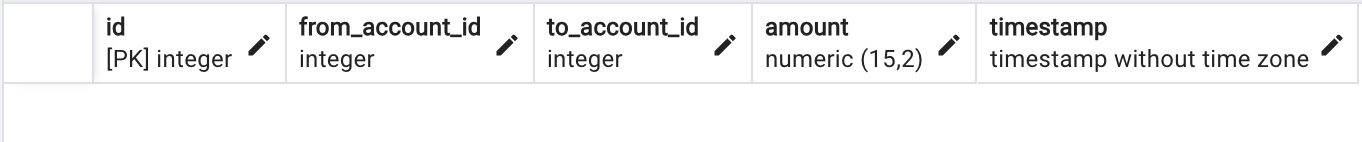 id
[PK] integer
from_account_id
integer
to_account_id
integer
amount
numeric (15,2)
timestamp
timestamp without time zone